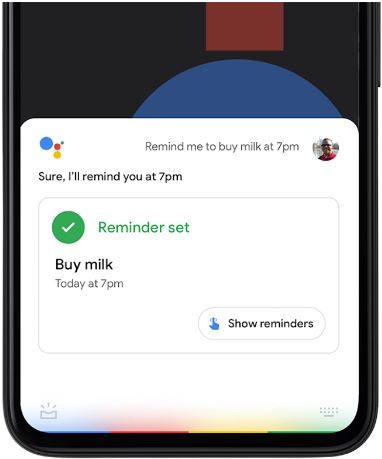 Remind me to buy milk at 7pm
Sure, I'll remind you at 7pm
Reminder set
Buy milk
Today at 7pm
Show reminders